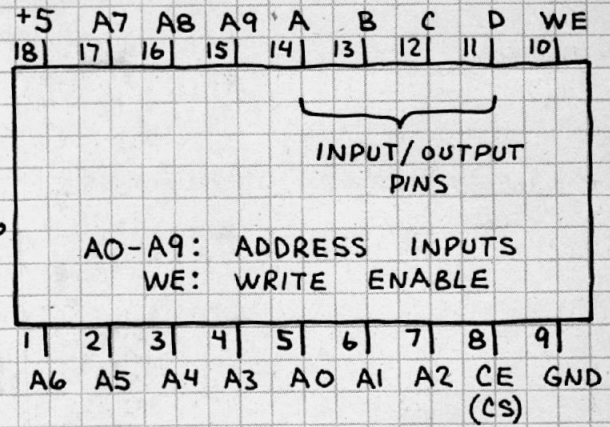 +5 A7 A8 A9 A B C D WE
18 17 16 15 14 13 12 11 10
INPUT/OUTPUT
PINS
A0-A9: ADDRESS INPUTS
WE: WRITE ENABLE
1 2 3 4 5 6 7 8 9
A6 A5 A4 A3 A0 A1 A2 CE GND
(CS)